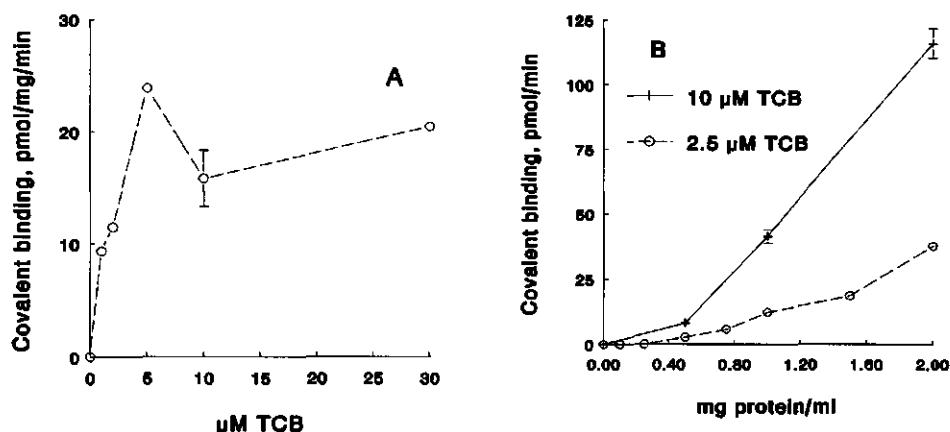 Covalent binding, pmol/mg/min
30
20
10
0
0 5 10 15 20 25 30
µM TCB
A
Covalent binding, pmol/min
125
100
75
50
25
0
0.00 0.40 0.80 1.20 1.60 2.00
mg protein/ml
B
10 µM TCB
2.5 µM TCB